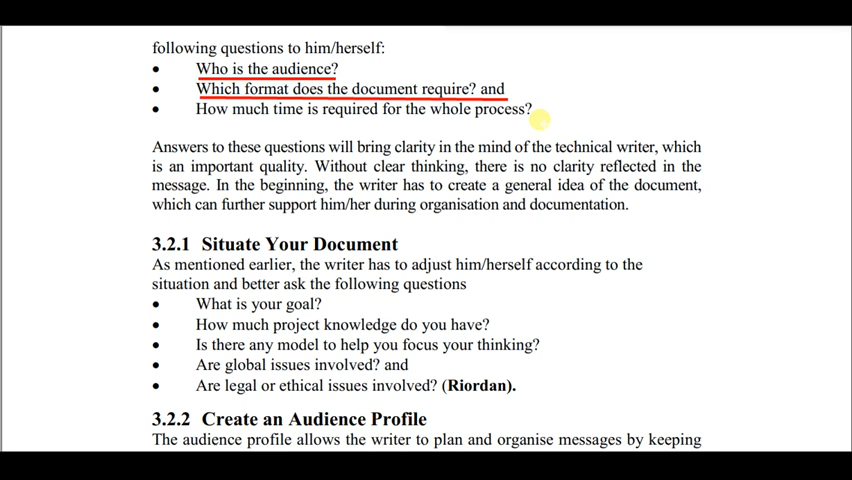 following questions to him/herself:
• Who is the audience?
• Which format does the document require? and
• How much time is required for the whole process?
Answers to these questions will bring clarity in the mind of the technical writer, which
is an important quality. Without clear thinking, there is no clarity reflected in the
message. In the beginning, the writer has to create a general idea of the document,
which can further support him/her during organisation and documentation.
3.2.1 Situate Your Document
As mentioned earlier, the writer has to adjust him/herself according to the
situation and better ask the following questions
• What is your goal?
• How much project knowledge do you have?
• Is there any model to help you focus your thinking?
• Are global issues involved? and
• Are legal or ethical issues involved? (Riordan).
3.2.2 Create an Audience Profile
The audience profile allows the writer to plan and organise messages by keeping